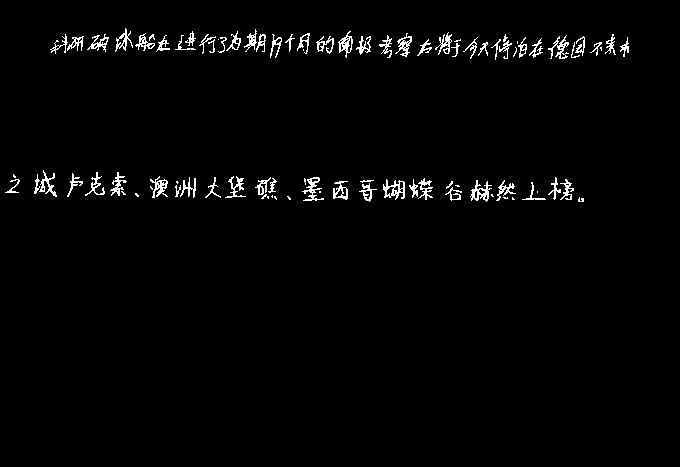 科研破冰船在进行了为期19个月的南极考察后将于今天停泊在德国不来
之城卢克索、澳洲大堡礁、墨西哥蝴蝶谷赫然上榜。